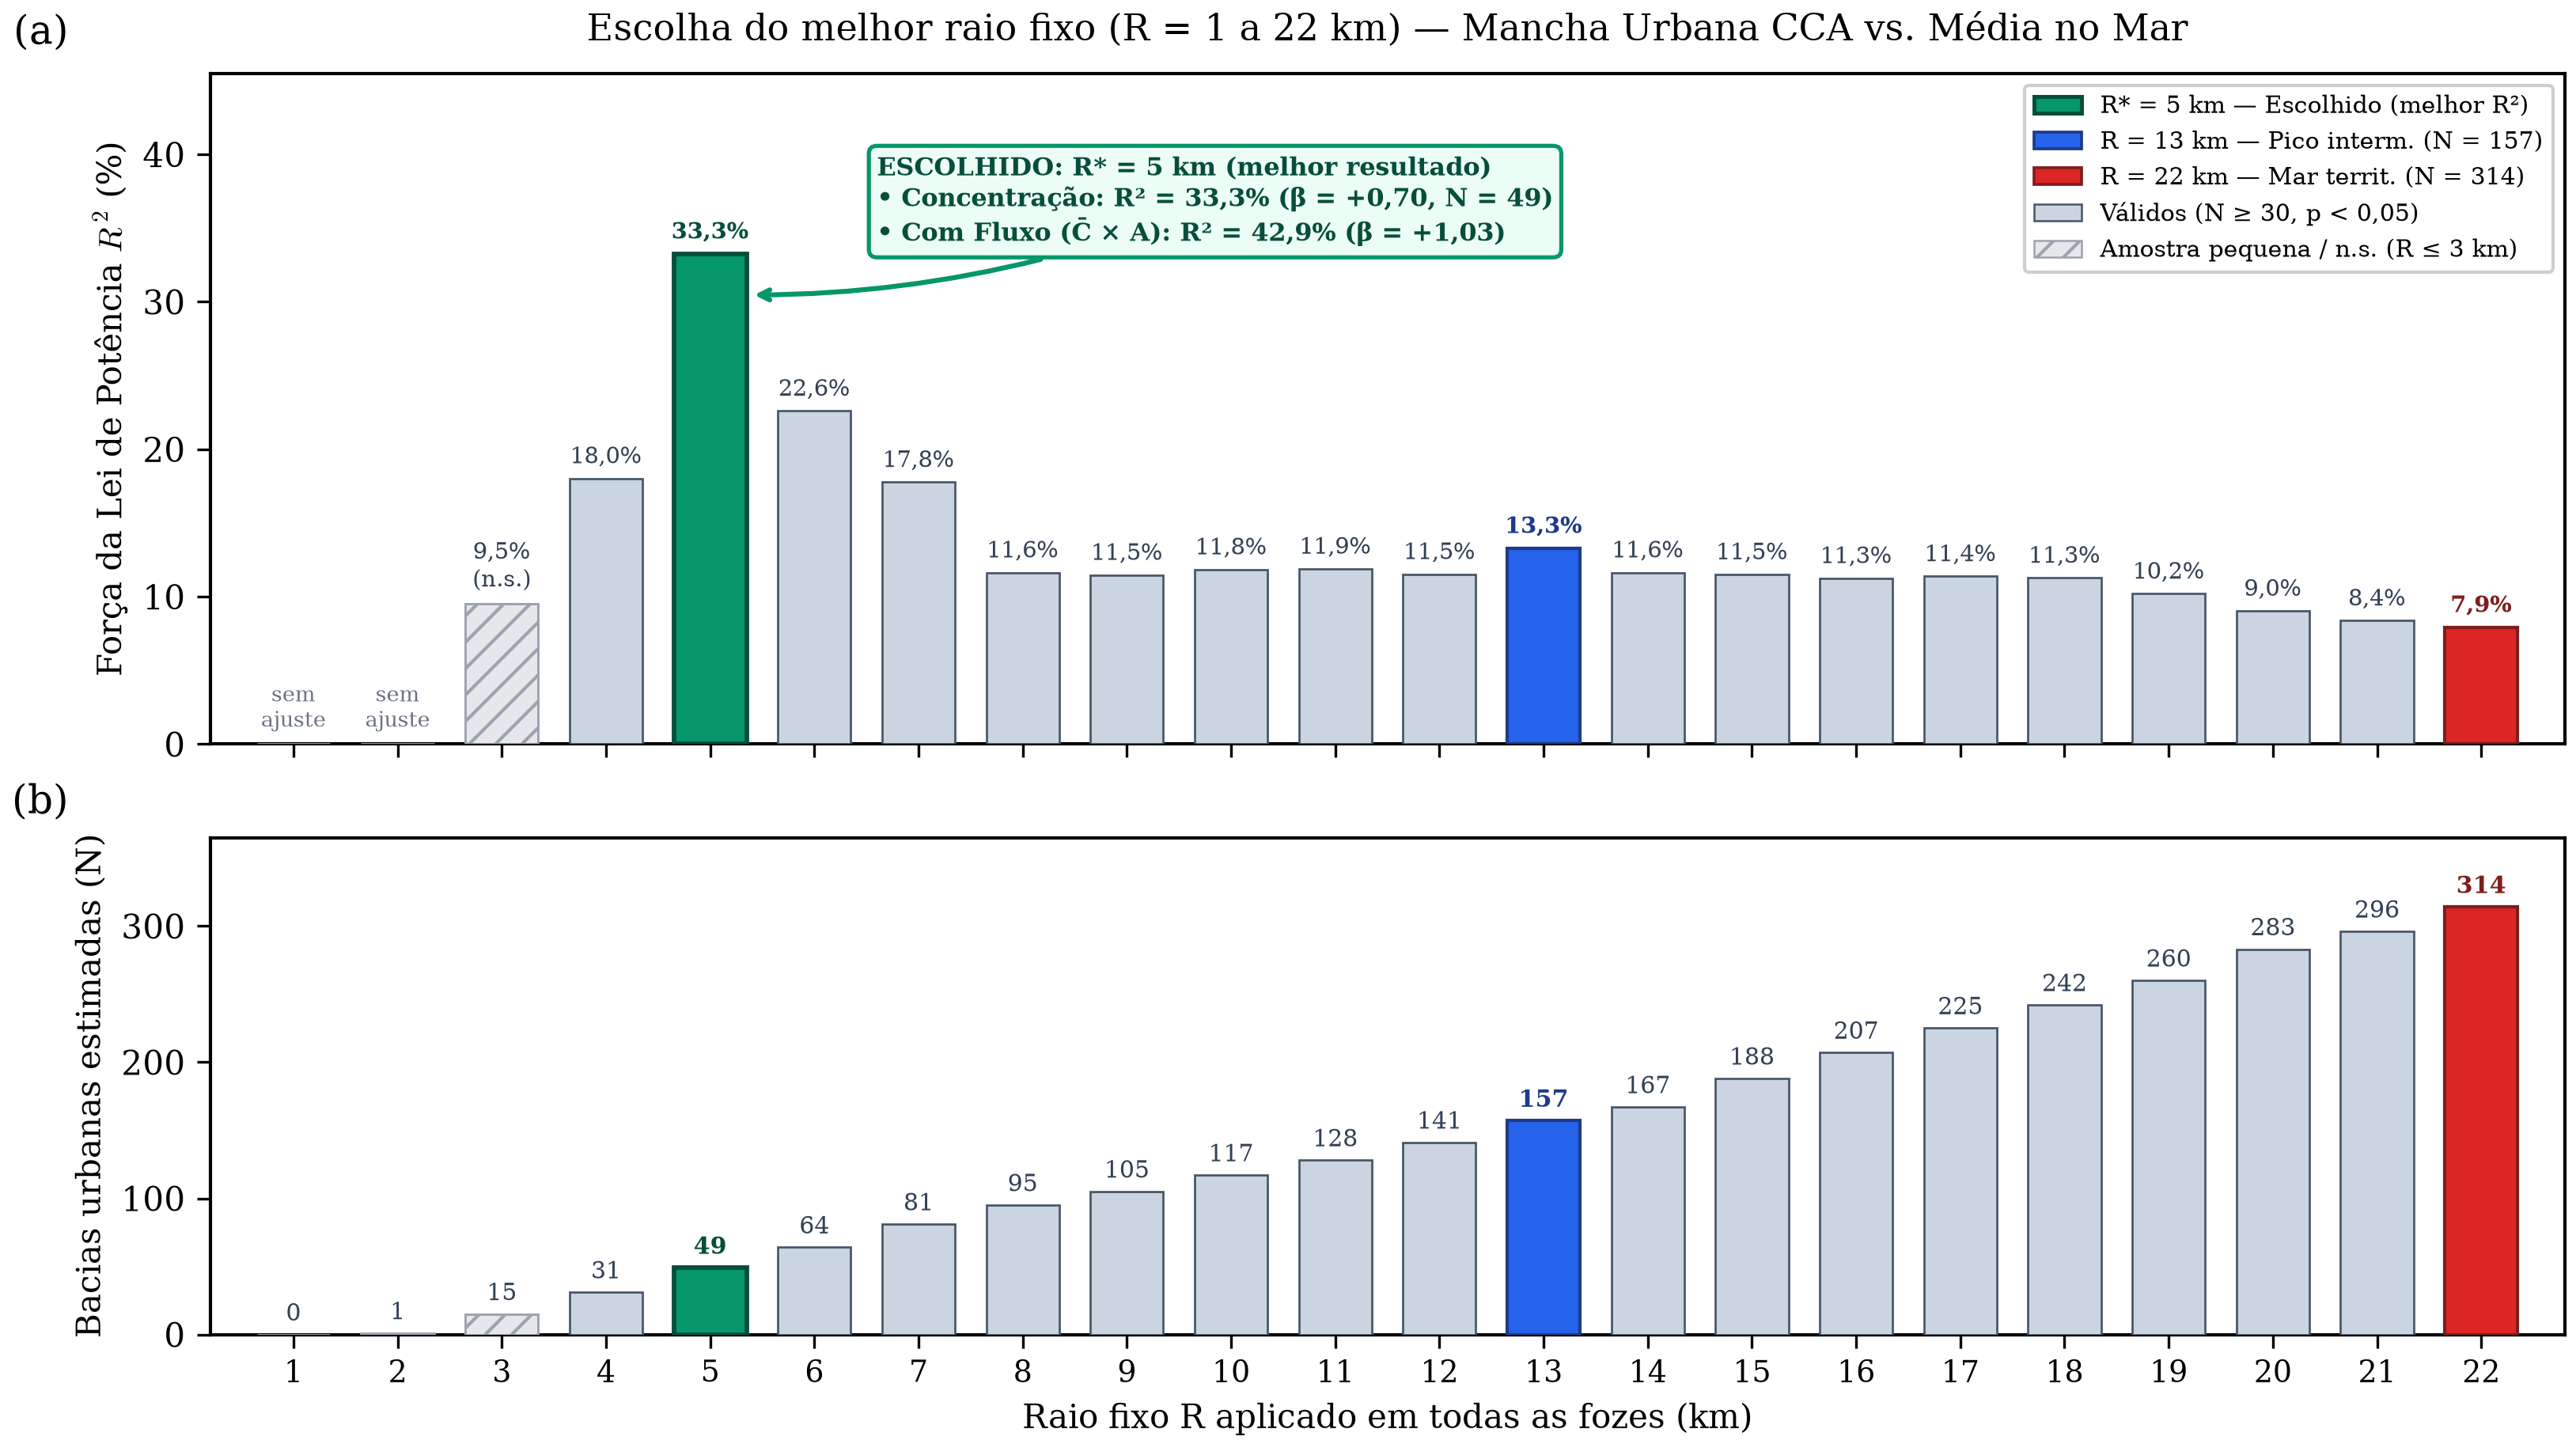 (a)
Escolha do melhor raio fixo (R = 1 a 22 km) — Mancha Urbana CCA vs. Média no Mar
Força da Lei de Potência R² (%)
40
30
20
10
0
R* = 5 km — Escolhido (melhor R²)
R = 13 km — Pico interm. (N = 157)
R = 22 km — Mar territ. (N = 314)
Válidos (N ≥ 30, p < 0,05)
Amostra pequena / n.s. (R ≤ 3 km)
ESCOLHIDO: R* = 5 km (melhor resultado)
• Concentração: R² = 33,3% (β = +0,70, N = 49)
• Com Fluxo (C̄ × A): R² = 42,9% (β = +1,03)
sem
ajuste
sem
ajuste
9,5%
(n.s.)
18,0%
33,3%
22,6%
17,8%
11,6%
11,5%
11,8%
11,9%
11,5%
13,3%
11,6%
11,5%
11,3%
11,4%
11,3%
10,2%
9,0%
8,4%
7,9%
(b)
Bacias urbanas estimadas (N)
300
200
100
0
0
1
15
31
49
64
81
95
105
117
128
141
157
167
188
207
225
242
260
283
296
314
1 2 3 4 5 6 7 8 9 10 11 12 13 14 15 16 17 18 19 20 21 22
Raio fixo R aplicado em todas as fozes (km)